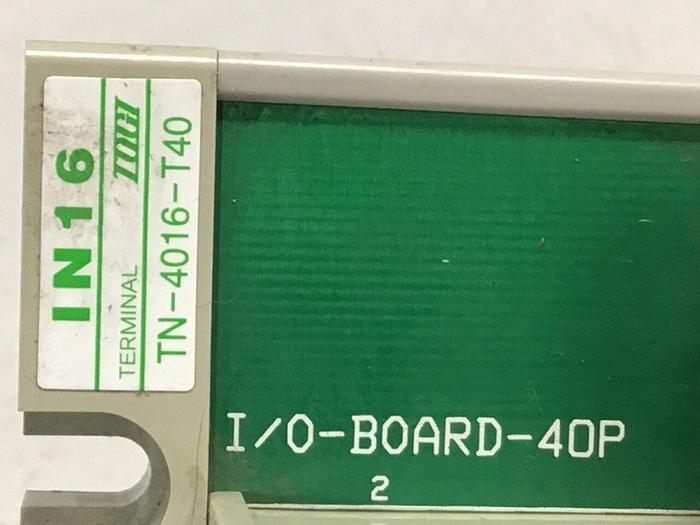 IN16
TERMINAL TOGI
TN-4016-T40
I/O-BOARD-40P
2